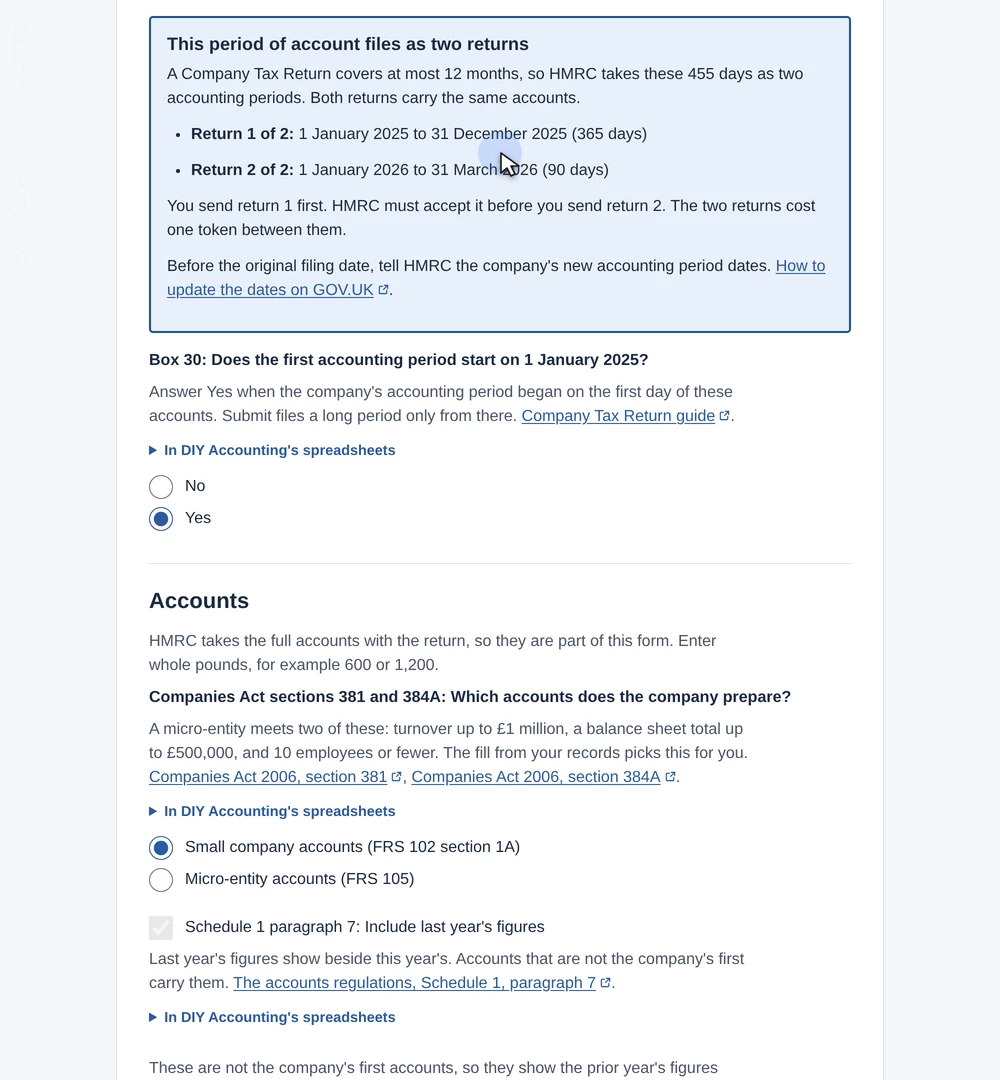 This period of account files as two returns
A Company Tax Return covers at most 12 months, so HMRC takes these 455 days as two
accounting periods. Both returns carry the same accounts.
• Return 1 of 2: 1 January 2025 to 31 December 2025 (365 days)
• Return 2 of 2: 1 January 2026 to 31 March 2026 (90 days)
You send return 1 first. HMRC must accept it before you send return 2. The two returns cost
one token between them.
Before the original filing date, tell HMRC the company's new accounting period dates. How to
update the dates on GOV.UK.
Box 30: Does the first accounting period start on 1 January 2025?
Answer Yes when the company's accounting period began on the first day of these
accounts. Submit files a long period only from there. Company Tax Return guide.
In DIY Accounting's spreadsheets
No
Yes
Accounts
HMRC takes the full accounts with the return, so they are part of this form. Enter
whole pounds, for example 600 or 1,200.
Companies Act sections 381 and 384A: Which accounts does the company prepare?
A micro-entity meets two of these: turnover up to £1 million, a balance sheet total up
to £500,000, and 10 employees or fewer. The fill from your records picks this for you.
Companies Act 2006, section 381, Companies Act 2006, section 384A.
In DIY Accounting's spreadsheets
Small company accounts (FRS 102 section 1A)
Micro-entity accounts (FRS 105)
Schedule 1 paragraph 7: Include last year's figures
Last year's figures show beside this year's. Accounts that are not the company's first
carry them. The accounts regulations, Schedule 1, paragraph 7.
In DIY Accounting's spreadsheets
These are not the company's first accounts, so they show the prior year's figures